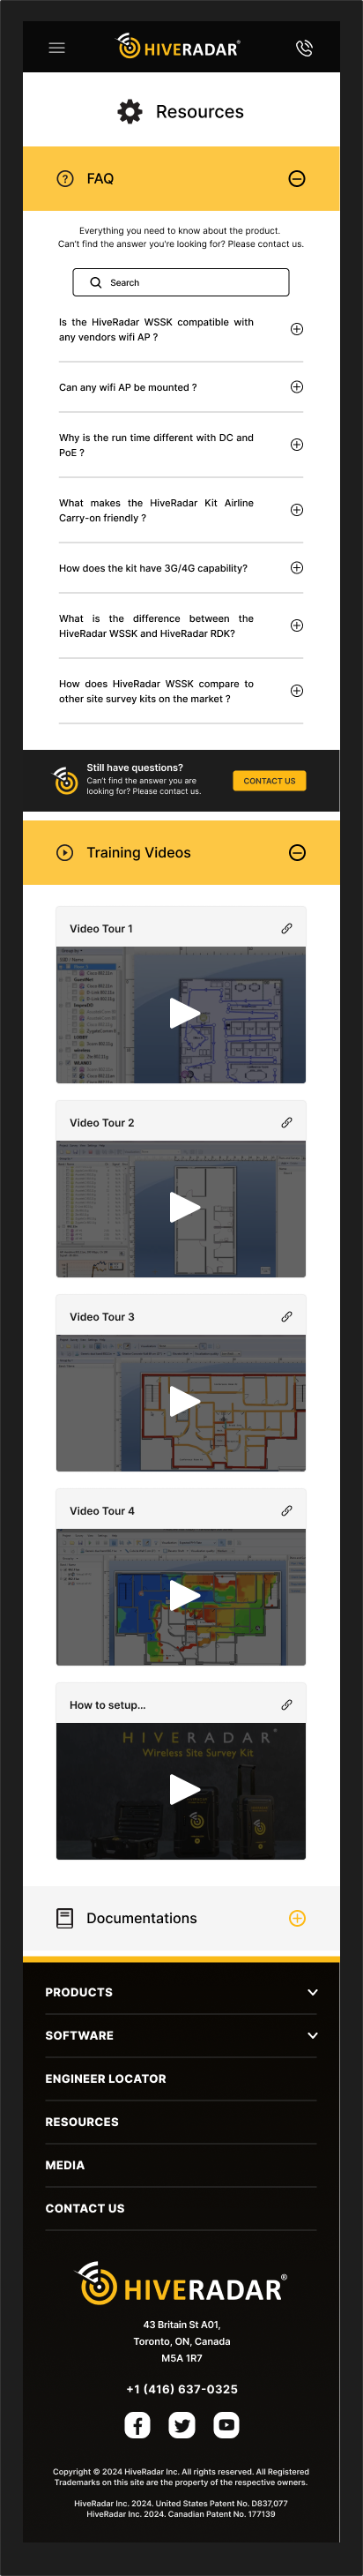 HIVERADAR®
Resources
FAQ
Everything you need to know about the product.
Can't find the answer you're looking for? Please contact us.
Search
Is the HiveRadar WSSK compatible with
any vendors wifi AP ?
Can any wifi AP be mounted ?
Why is the run time different with DC and
PoE ?
What makes the HiveRadar Kit Airline
Carry-on friendly ?
How does the kit have 3G/4G capability?
What is the difference between the
HiveRadar WSSK and HiveRadar RDK?
How does HiveRadar WSSK compare to
other site survey kits on the market ?
Still have questions?
Can't find the answer you are
looking for? Please contact us.
CONTACT US
Training Videos
Video Tour 1
Video Tour 2
Video Tour 3
Video Tour 4
How to setup...
HIVERADAR
Wireless Site Survey Kit
Documentations
PRODUCTS
SOFTWARE
ENGINEER LOCATOR
RESOURCES
MEDIA
CONTACT US
HIVERADAR®
43 Britain St A01,
Toronto, ON, Canada
M5A 1R7
+1 (416) 637-0325
Copyright © 2024 HiveRadar Inc. All rights reserved. All Registered
Trademarks on this site are the property of the respective owners.
HiveRadar Inc. 2024. United States Patent No. D837,077
HiveRadar Inc. 2024. Canadian Patent No. 177139